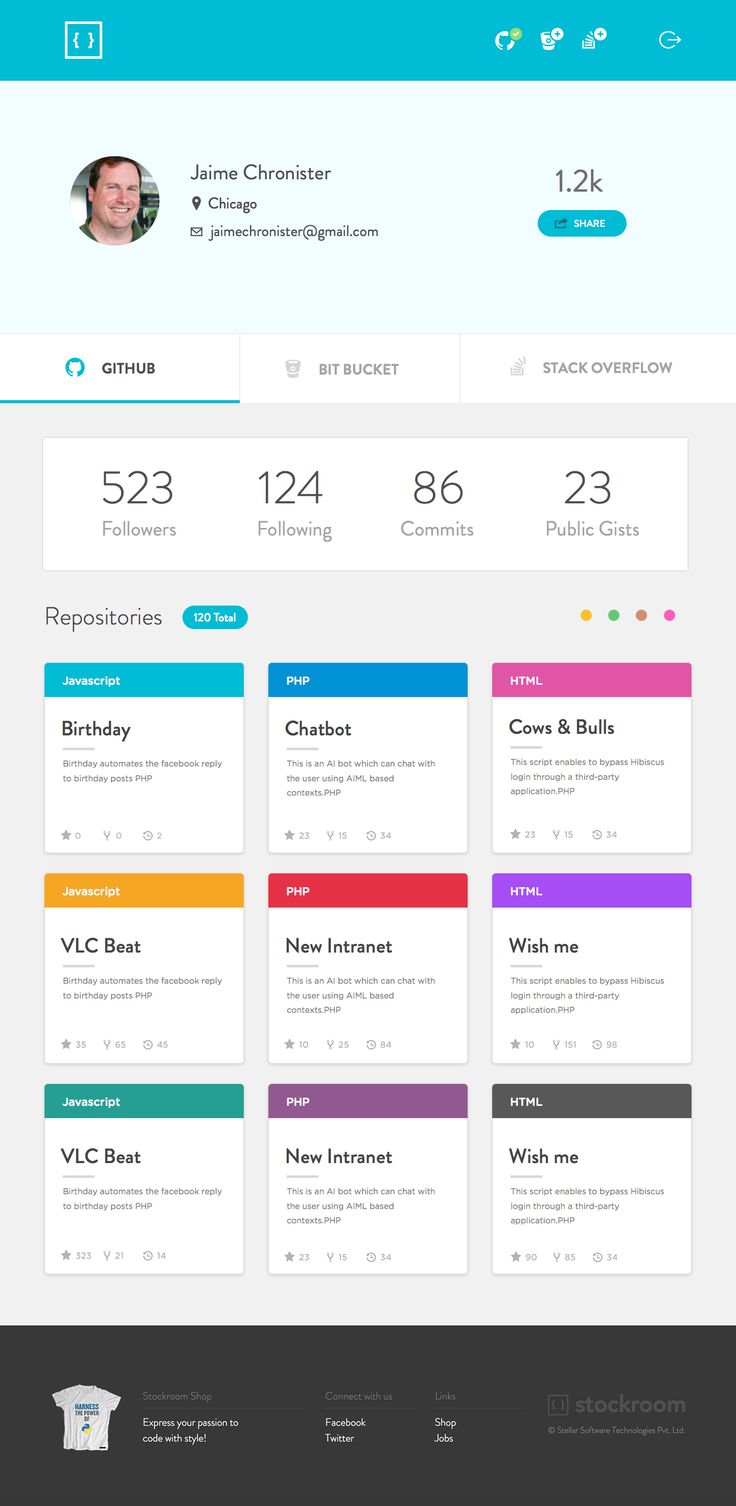 { }
Jaime Chronister
Chicago
jaimechronister@gmail.com
1.2k
SHARE
GITHUB
BIT BUCKET
STACK OVERFLOW
523
Followers
124
Following
86
Commits
23
Public Gists
Repositories
120 Total
Javascript
Birthday
Birthday automates the facebook reply
to birthday posts PHP
0 0 2
PHP
Chatbot
This is an AI bot which can chat with
the user using AIML based
contexts.PHP
23 15 34
HTML
Cows & Bulls
This script enables to bypass Hibiscus
login through a third-party
application.PHP
23 15 34
Javascript
VLC Beat
Birthday automates the facebook reply
to birthday posts PHP
35 65 45
PHP
New Intranet
This is an AI bot which can chat with
the user using AIML based
contexts.PHP
10 25 84
HTML
Wish me
This script enables to bypass Hibiscus
login through a third-party
application.PHP
10 151 98
Javascript
VLC Beat
Birthday automates the facebook reply
to birthday posts PHP
323 21 14
PHP
New Intranet
This is an AI bot which can chat with
the user using AIML based
contexts.PHP
23 15 34
HTML
Wish me
This script enables to bypass Hibiscus
login through a third-party
application.PHP
90 85 34
HARNESS
THE POWER
OF
Stockroom Shop
Express your passion to
code with style!
Connect with us
Facebook
Twitter
Links
Shop
Jobs
{ } stockroom
© Stellar Software Technologies Pvt. Ltd.